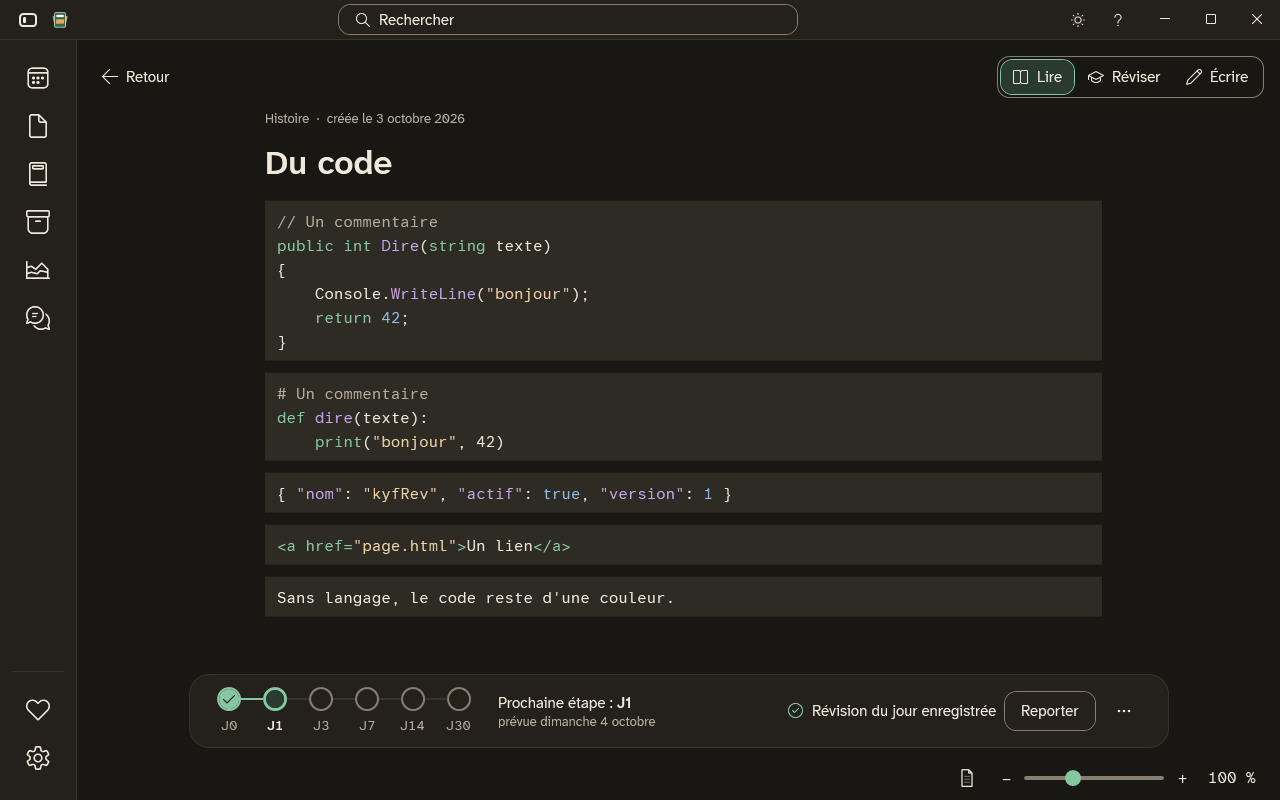 Rechercher
?
Retour
Lire
Réviser
Écrire
Histoire · créée le 3 octobre 2026
Du code
// Un commentaire
public int Dire(string texte)
{
    Console.WriteLine("bonjour");
    return 42;
}
# Un commentaire
def dire(texte):
    print("bonjour", 42)
{ "nom": "kyfRev", "actif": true, "version": 1 }
<a href="page.html">Un lien</a>
Sans langage, le code reste d'une couleur.
J0 J1 J3 J7 J14 J30
Prochaine étape : J1
prévue dimanche 4 octobre
Révision du jour enregistrée
Reporter
− + 100 %